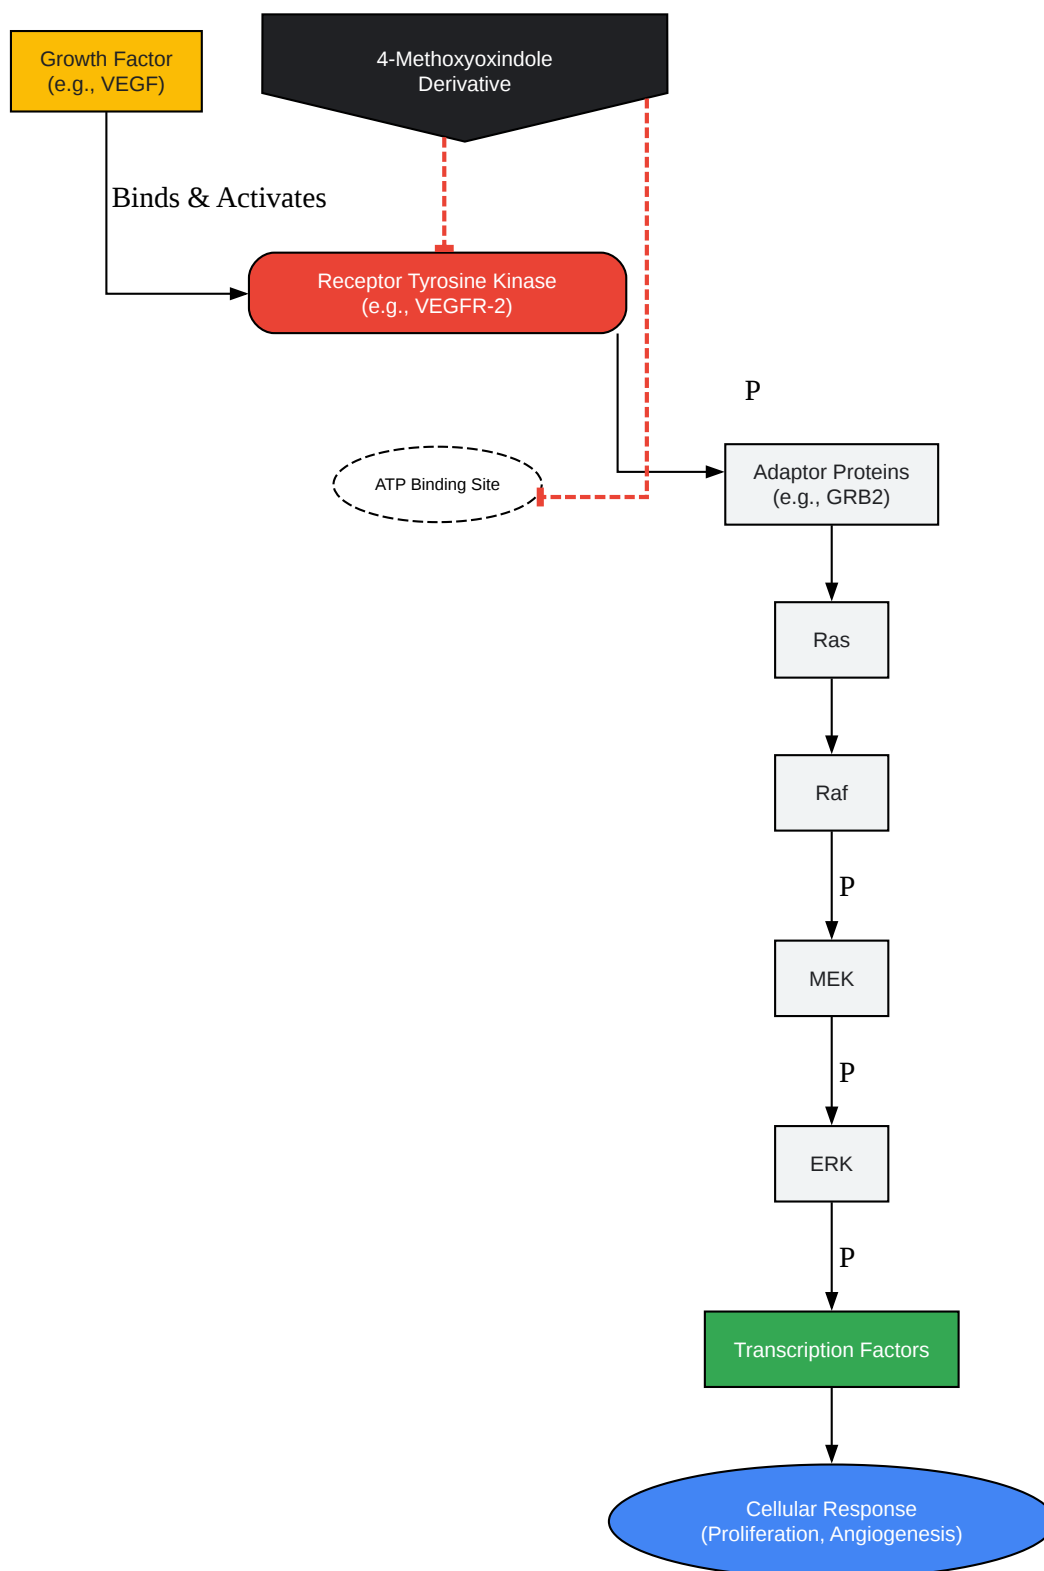 Growth Factor
(e.g., VEGF)
4-Methoxyoxindole
Derivative
Binds & Activates
Receptor Tyrosine Kinase
(e.g., VEGFR-2)
P
ATP Binding Site
Adaptor Proteins
(e.g., GRB2)
Ras
Raf
P
MEK
P
ERK
P
Transcription Factors
Cellular Response
(Proliferation, Angiogenesis)